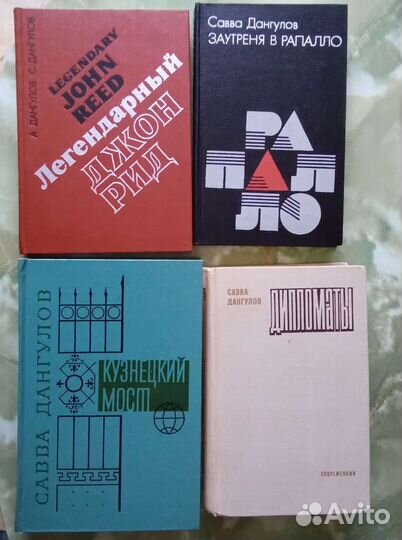 А. ДАНГУЛОВ С. ДАНГУЛОВ
LEGENDARY
JOHN
REED
Легендарный
ДЖОН
РИД
Савва Дангулов
ЗАУТРЕНЯ В РАПАЛЛО
РА
ПАЛ
ЛО
САВВА ДАНГУЛОВ
КУЗНЕЦКИЙ
МОСТ
САВВА
ДАНГУЛОВ
ДИПЛОМАТЫ
СОВРЕМЕННИК
Avito